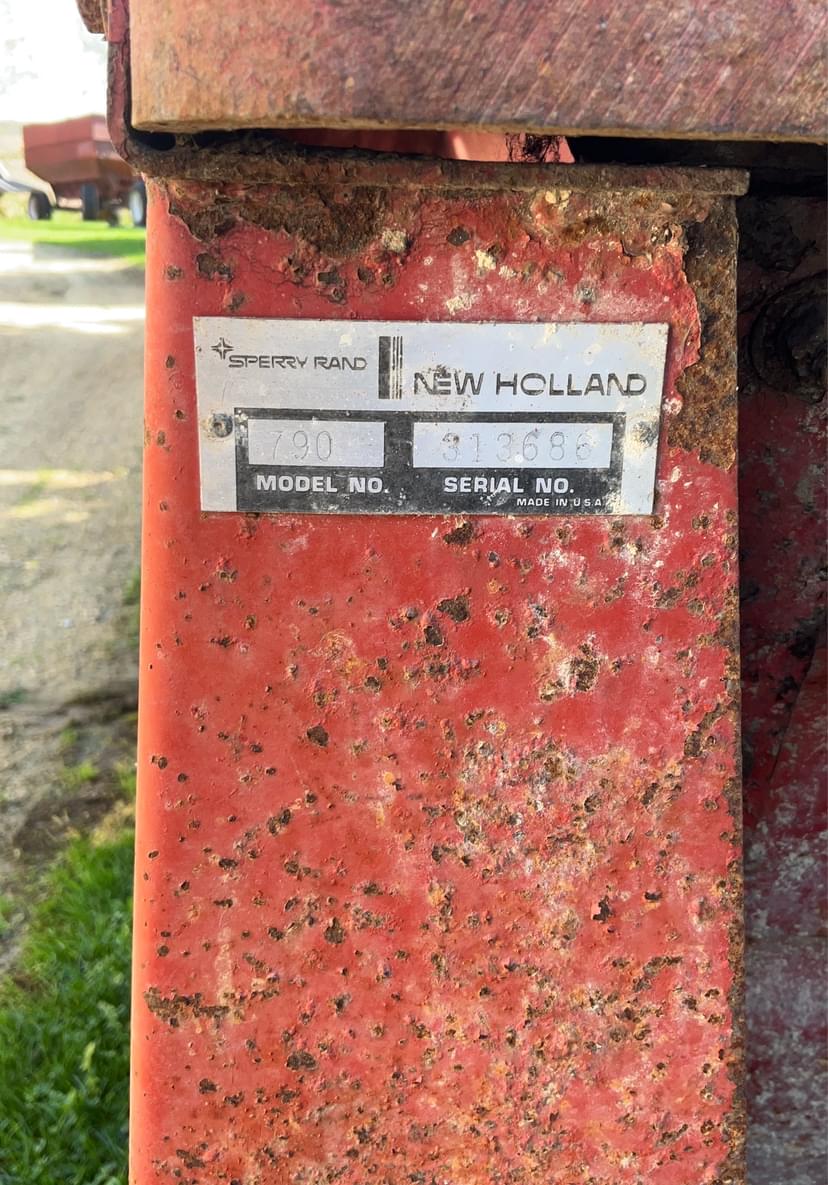 SPERRY RAND
NEW HOLLAND
790 313686
MODEL NO. SERIAL NO.
MADE IN U S A